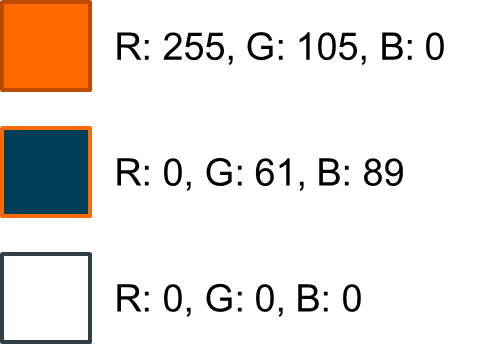 R: 255, G: 105, B: 0
R: 0, G: 61, B: 89
R: 0, G: 0, B: 0